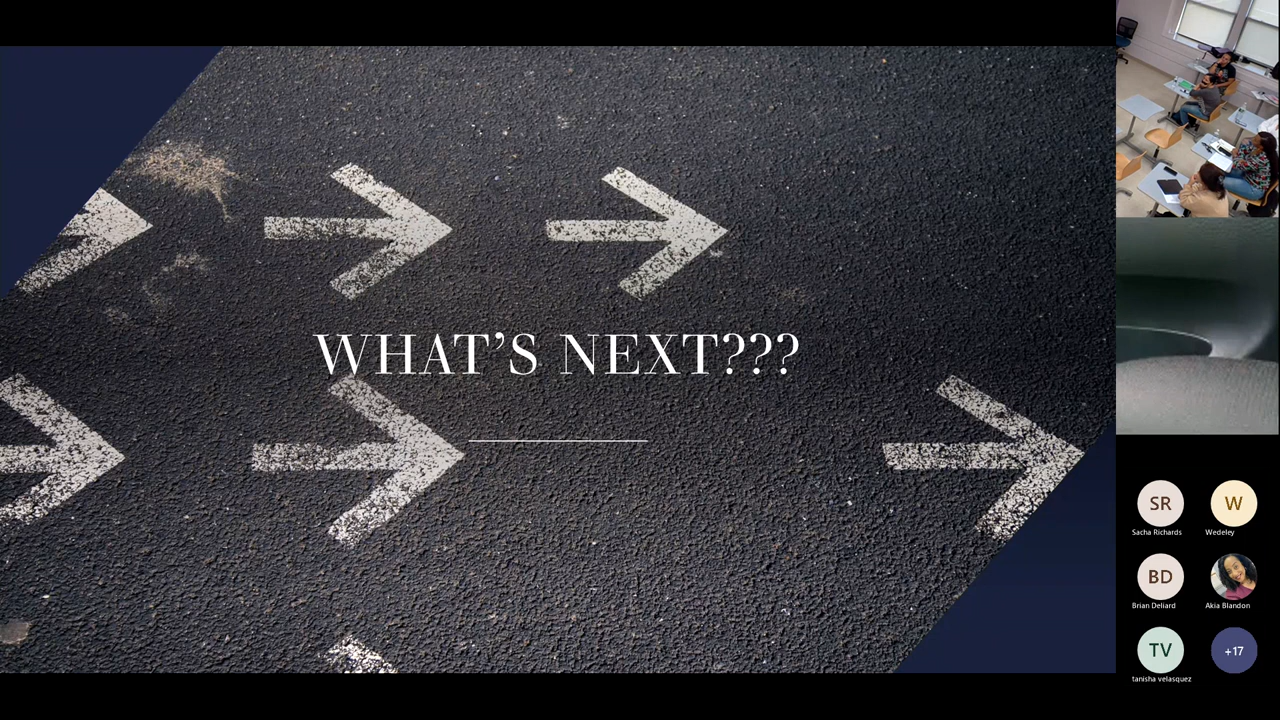 WHAT'S NEXT???
SR
Sacha Richards
W
Wedeley
BD
Brian Deliard
Akia Blandon
TV
tanisha velasquez
+17